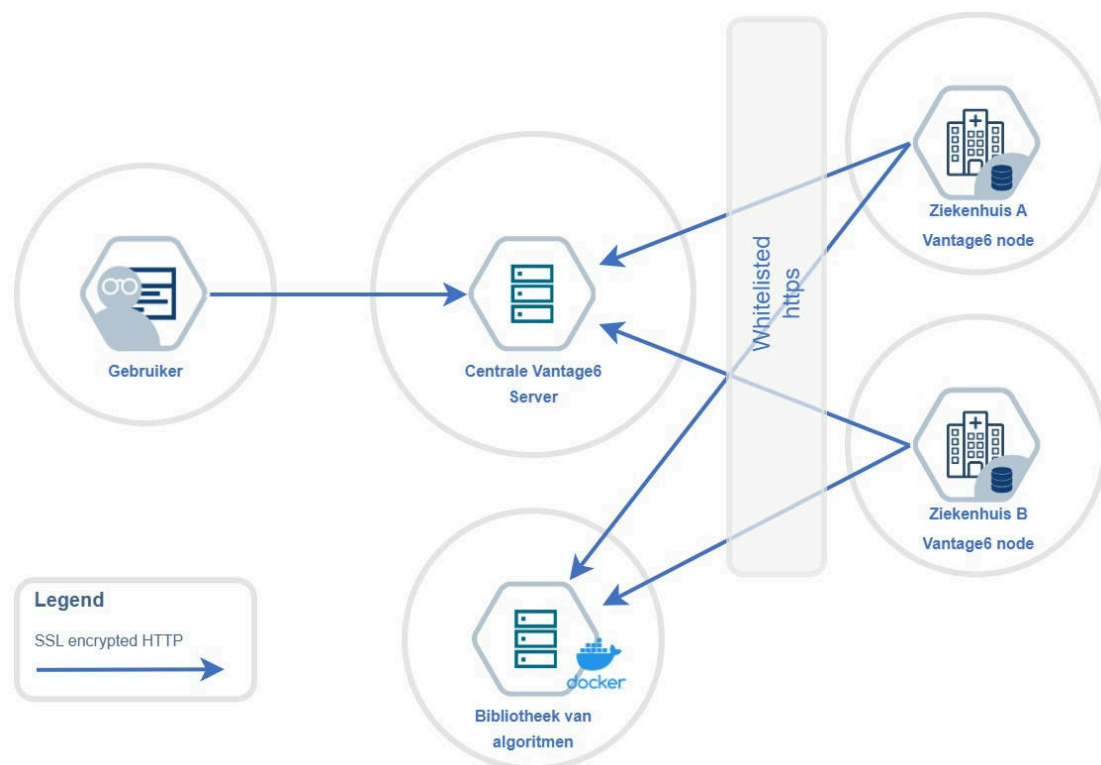 Ziekenhuis A
Vantage6 node
Whitelisted
https
Gebruiker
Centrale Vantage6
Server
Ziekenhuis B
Vantage6 node
Legend
SSL encrypted HTTP
docker
Bibliotheek van
algoritmen